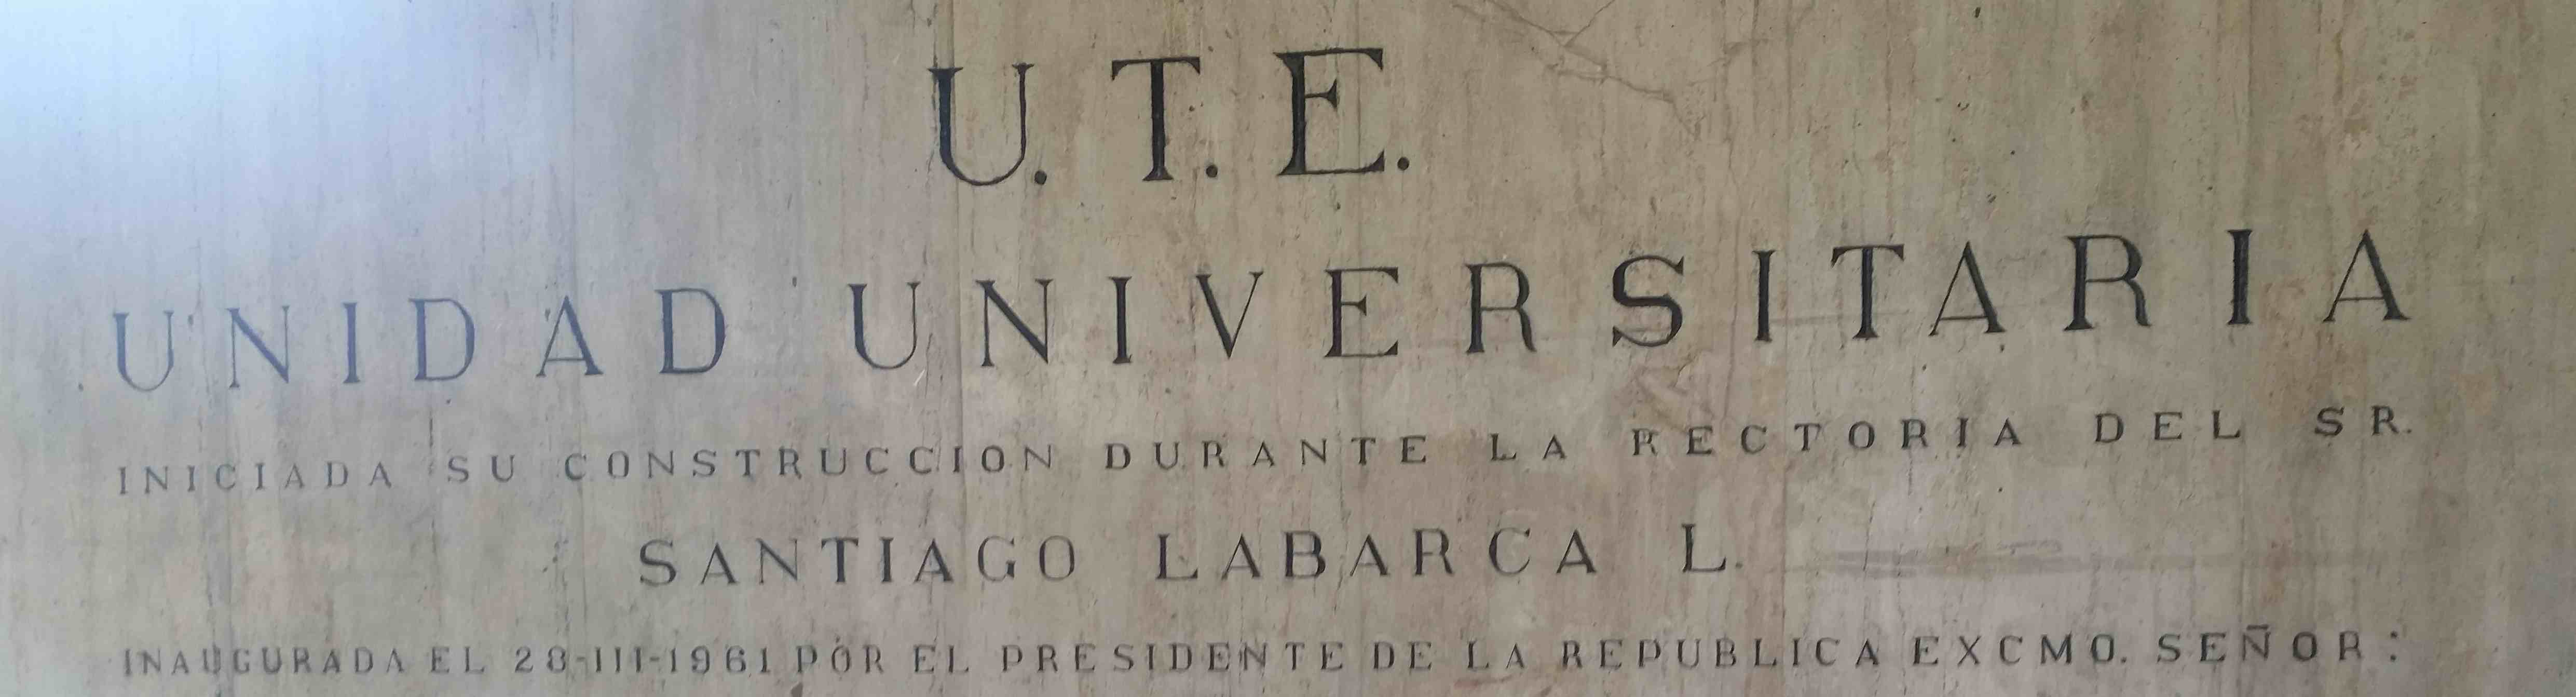 U.T.E.
UNIDAD UNIVERSITARIA
INICIADA SU CONSTRUCCION DURANTE LA RECTORIA DEL SR.
SANTIAGO LABARCA L.
INAUGURADA EL 28-III-1961 POR EL PRESIDENTE DE LA REPUBLICA EXCMO. SEÑOR: